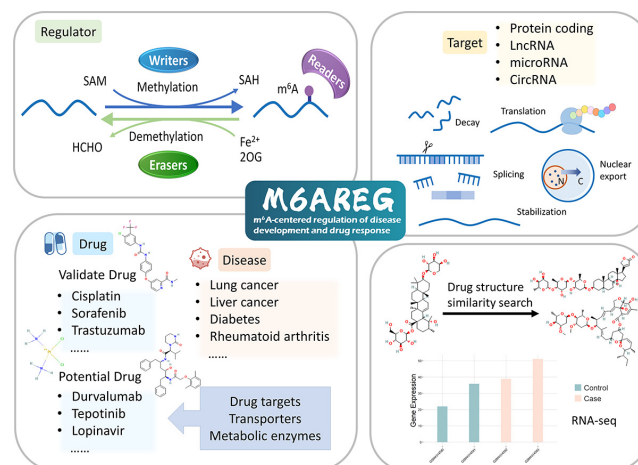 Regulator
Writers
SAM
SAH
Methylation
m⁶A
Readers
Demethylation
HCHO
Fe²⁺
2OG
Erasers
Target
• Protein coding
• LncRNA
• microRNA
• CircRNA
Decay
Translation
Splicing
N C
Nuclear
export
Stabilization
M6AREG
m⁶A-centered regulation of disease
development and drug response
Drug
Validate Drug
• Cisplatin
• Sorafenib
• Trastuzumab
......
Potential Drug
• Durvalumab
• Tepotinib
• Lopinavir
......
Disease
• Lung cancer
• Liver cancer
• Diabetes
• Rheumatoid arthritis
......
Drug targets
Transporters
Metabolic enzymes
Drug structure
similarity search
Gene Expression
Control
Case
RNA-seq